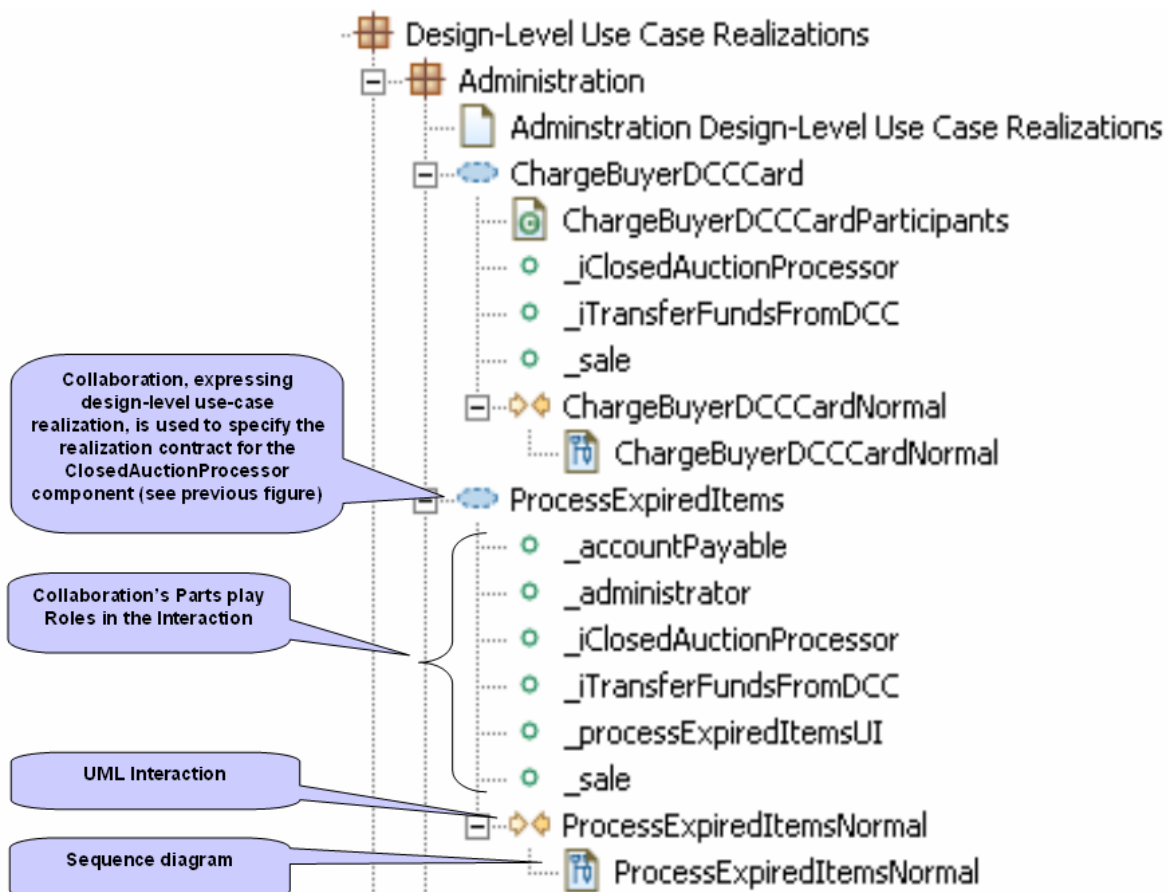 Design-Level Use Case Realizations
Administration
Adminstration Design-Level Use Case Realizations
ChargeBuyerDCCCard
ChargeBuyerDCCCardParticipants
_iClosedAuctionProcessor
_iTransferFundsFromDCC
_sale
ChargeBuyerDCCCardNormal
ChargeBuyerDCCCardNormal
Collaboration, expressing
design-level use-case
realization, is used to specify the
realization contract for the
ClosedAuctionProcessor
component (see previous figure)
ProcessExpiredItems
_accountPayable
_administrator
_iClosedAuctionProcessor
_iTransferFundsFromDCC
_processExpiredItemsUI
_sale
Collaboration's Parts play
Roles in the Interaction
UML Interaction
ProcessExpiredItemsNormal
Sequence diagram
ProcessExpiredItemsNormal